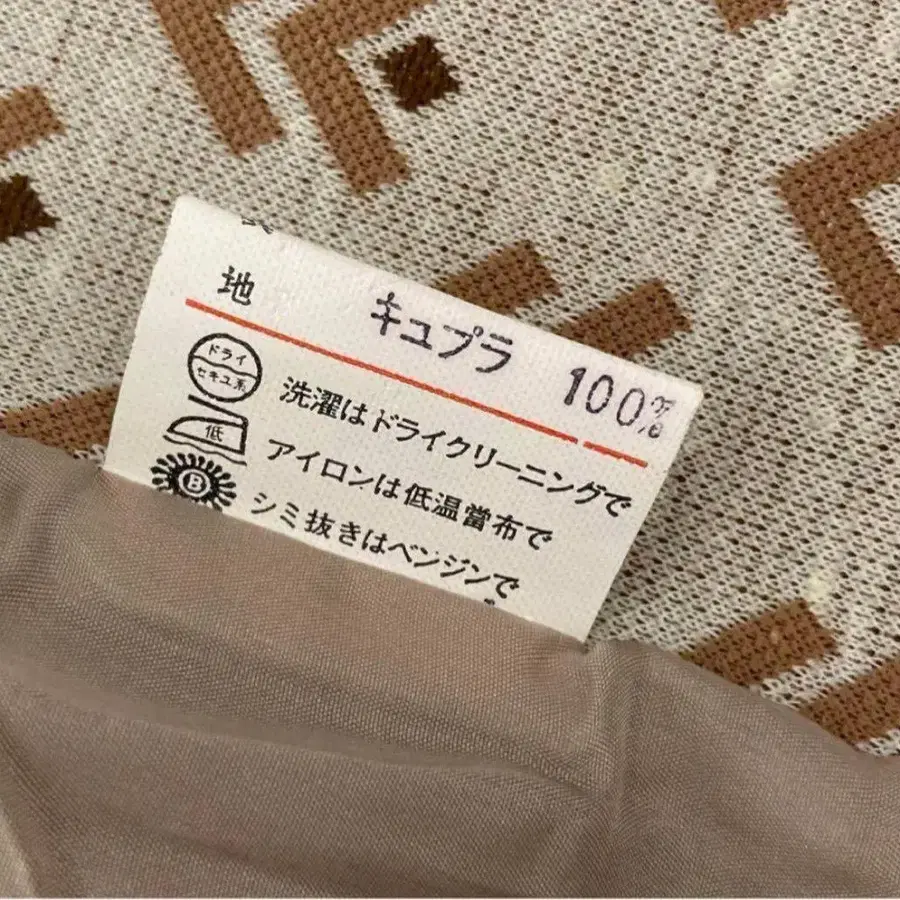 地 キュプラ 100%
ドライ
セキユ系
洗濯はドライクリーニングで
低
アイロンは低温當布で
B
シミ抜きはベンジンで